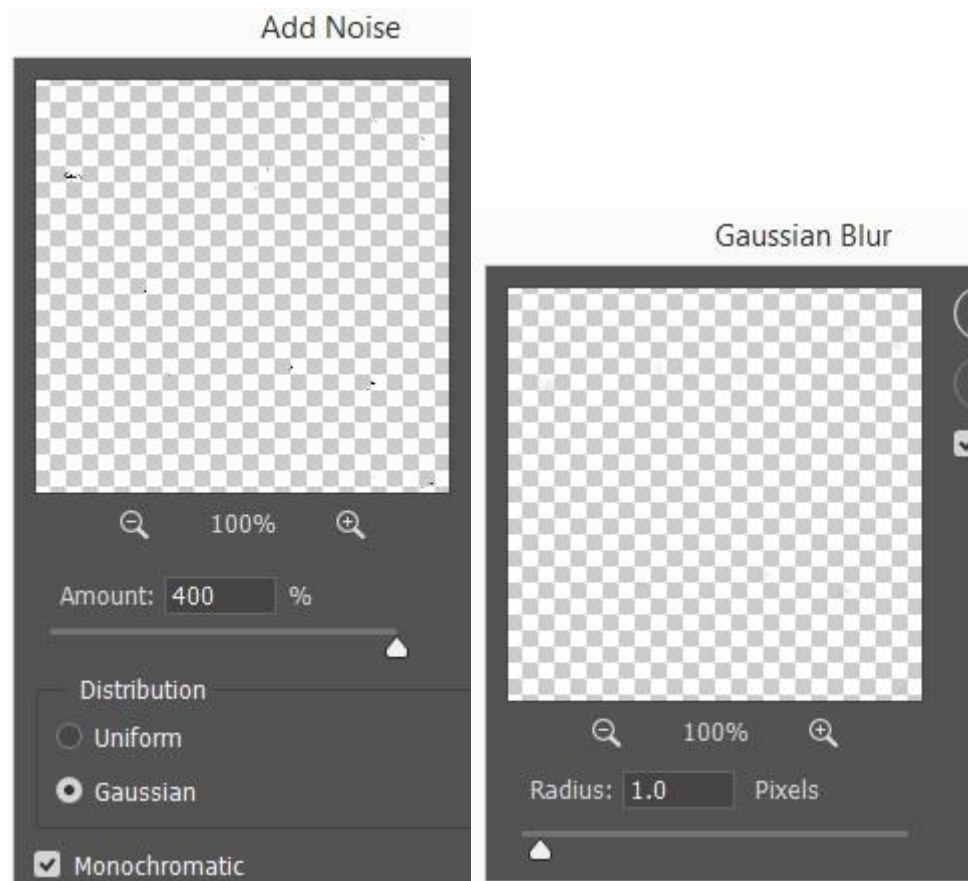 Add Noise
100%
Amount: 400 %
Distribution
Uniform
Gaussian
Monochromatic
Gaussian Blur
100%
Radius: 1.0 Pixels